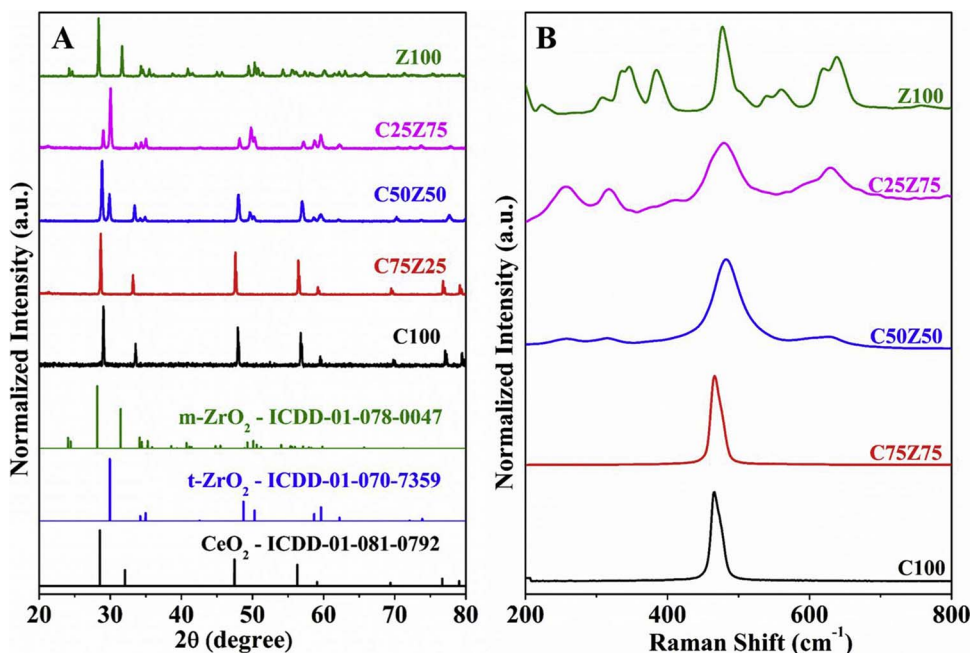 A
Z100
C25Z75
C50Z50
C75Z25
C100
m-ZrO₂ - ICDD-01-078-0047
t-ZrO₂ - ICDD-01-070-7359
CeO₂ - ICDD-01-081-0792
Normalized Intensity (a.u.)
20 30 40 50 60 70 80
2θ (degree)
B
Z100
C25Z75
C50Z50
C75Z75
C100
Normalized Intensity (a.u.)
200 400 600 800
Raman Shift (cm⁻¹)